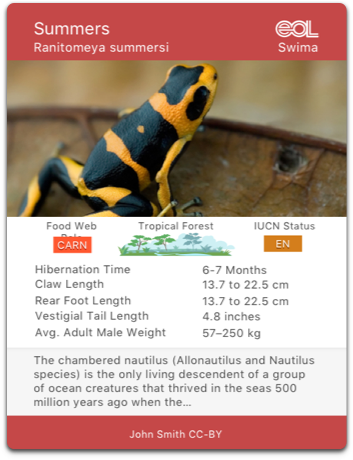 Summers
eol
Ranitomeya summersi
Swima
Food Web
Tropical Forest
IUCN Status
CARN
EN
Hibernation Time 6-7 Months
Claw Length 13.7 to 22.5 cm
Rear Foot Length 13.7 to 22.5 cm
Vestigial Tail Length 4.8 inches
Avg. Adult Male Weight 57–250 kg
The chambered nautilus (Allonautilus and Nautilus
species) is the only living descendent of a group
of ocean creatures that thrived in the seas 500
million years ago when the...
John Smith CC-BY